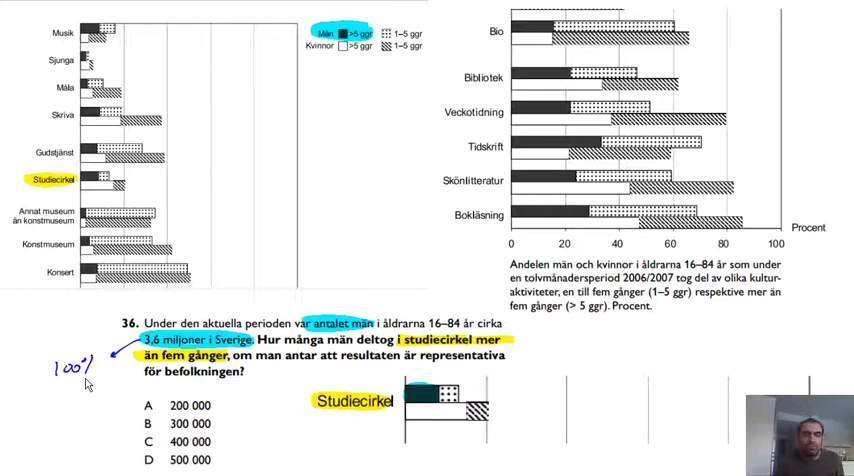 Musik
Sjunga
Måla
Skriva
Gudstjänst
Studiecirkel
Annat museum
än konstmuseum
Konstmuseum
Konsert
Män >5 ggr 1–5 ggr
Kvinnor >5 ggr 1–5 ggr
Bio
Bibliotek
Veckotidning
Tidskrift
Skönlitteratur
Bokläsning
Procent
0 20 40 60 80 100
Andelen män och kvinnor i åldrarna 16–84 år som under
en tolvmånadersperiod 2006/2007 tog del av olika kultur-
aktiviteter, en till fem gånger (1–5 ggr) respektive mer än
fem gånger (> 5 ggr). Procent.
36. Under den aktuella perioden var antalet män i åldrarna 16–84 år cirka
3,6 miljoner i Sverige. Hur många män deltog i studiecirkel mer
än fem gånger, om man antar att resultaten är representativa
för befolkningen?
100%
A 200 000
B 300 000
C 400 000
D 500 000
Studiecirkel